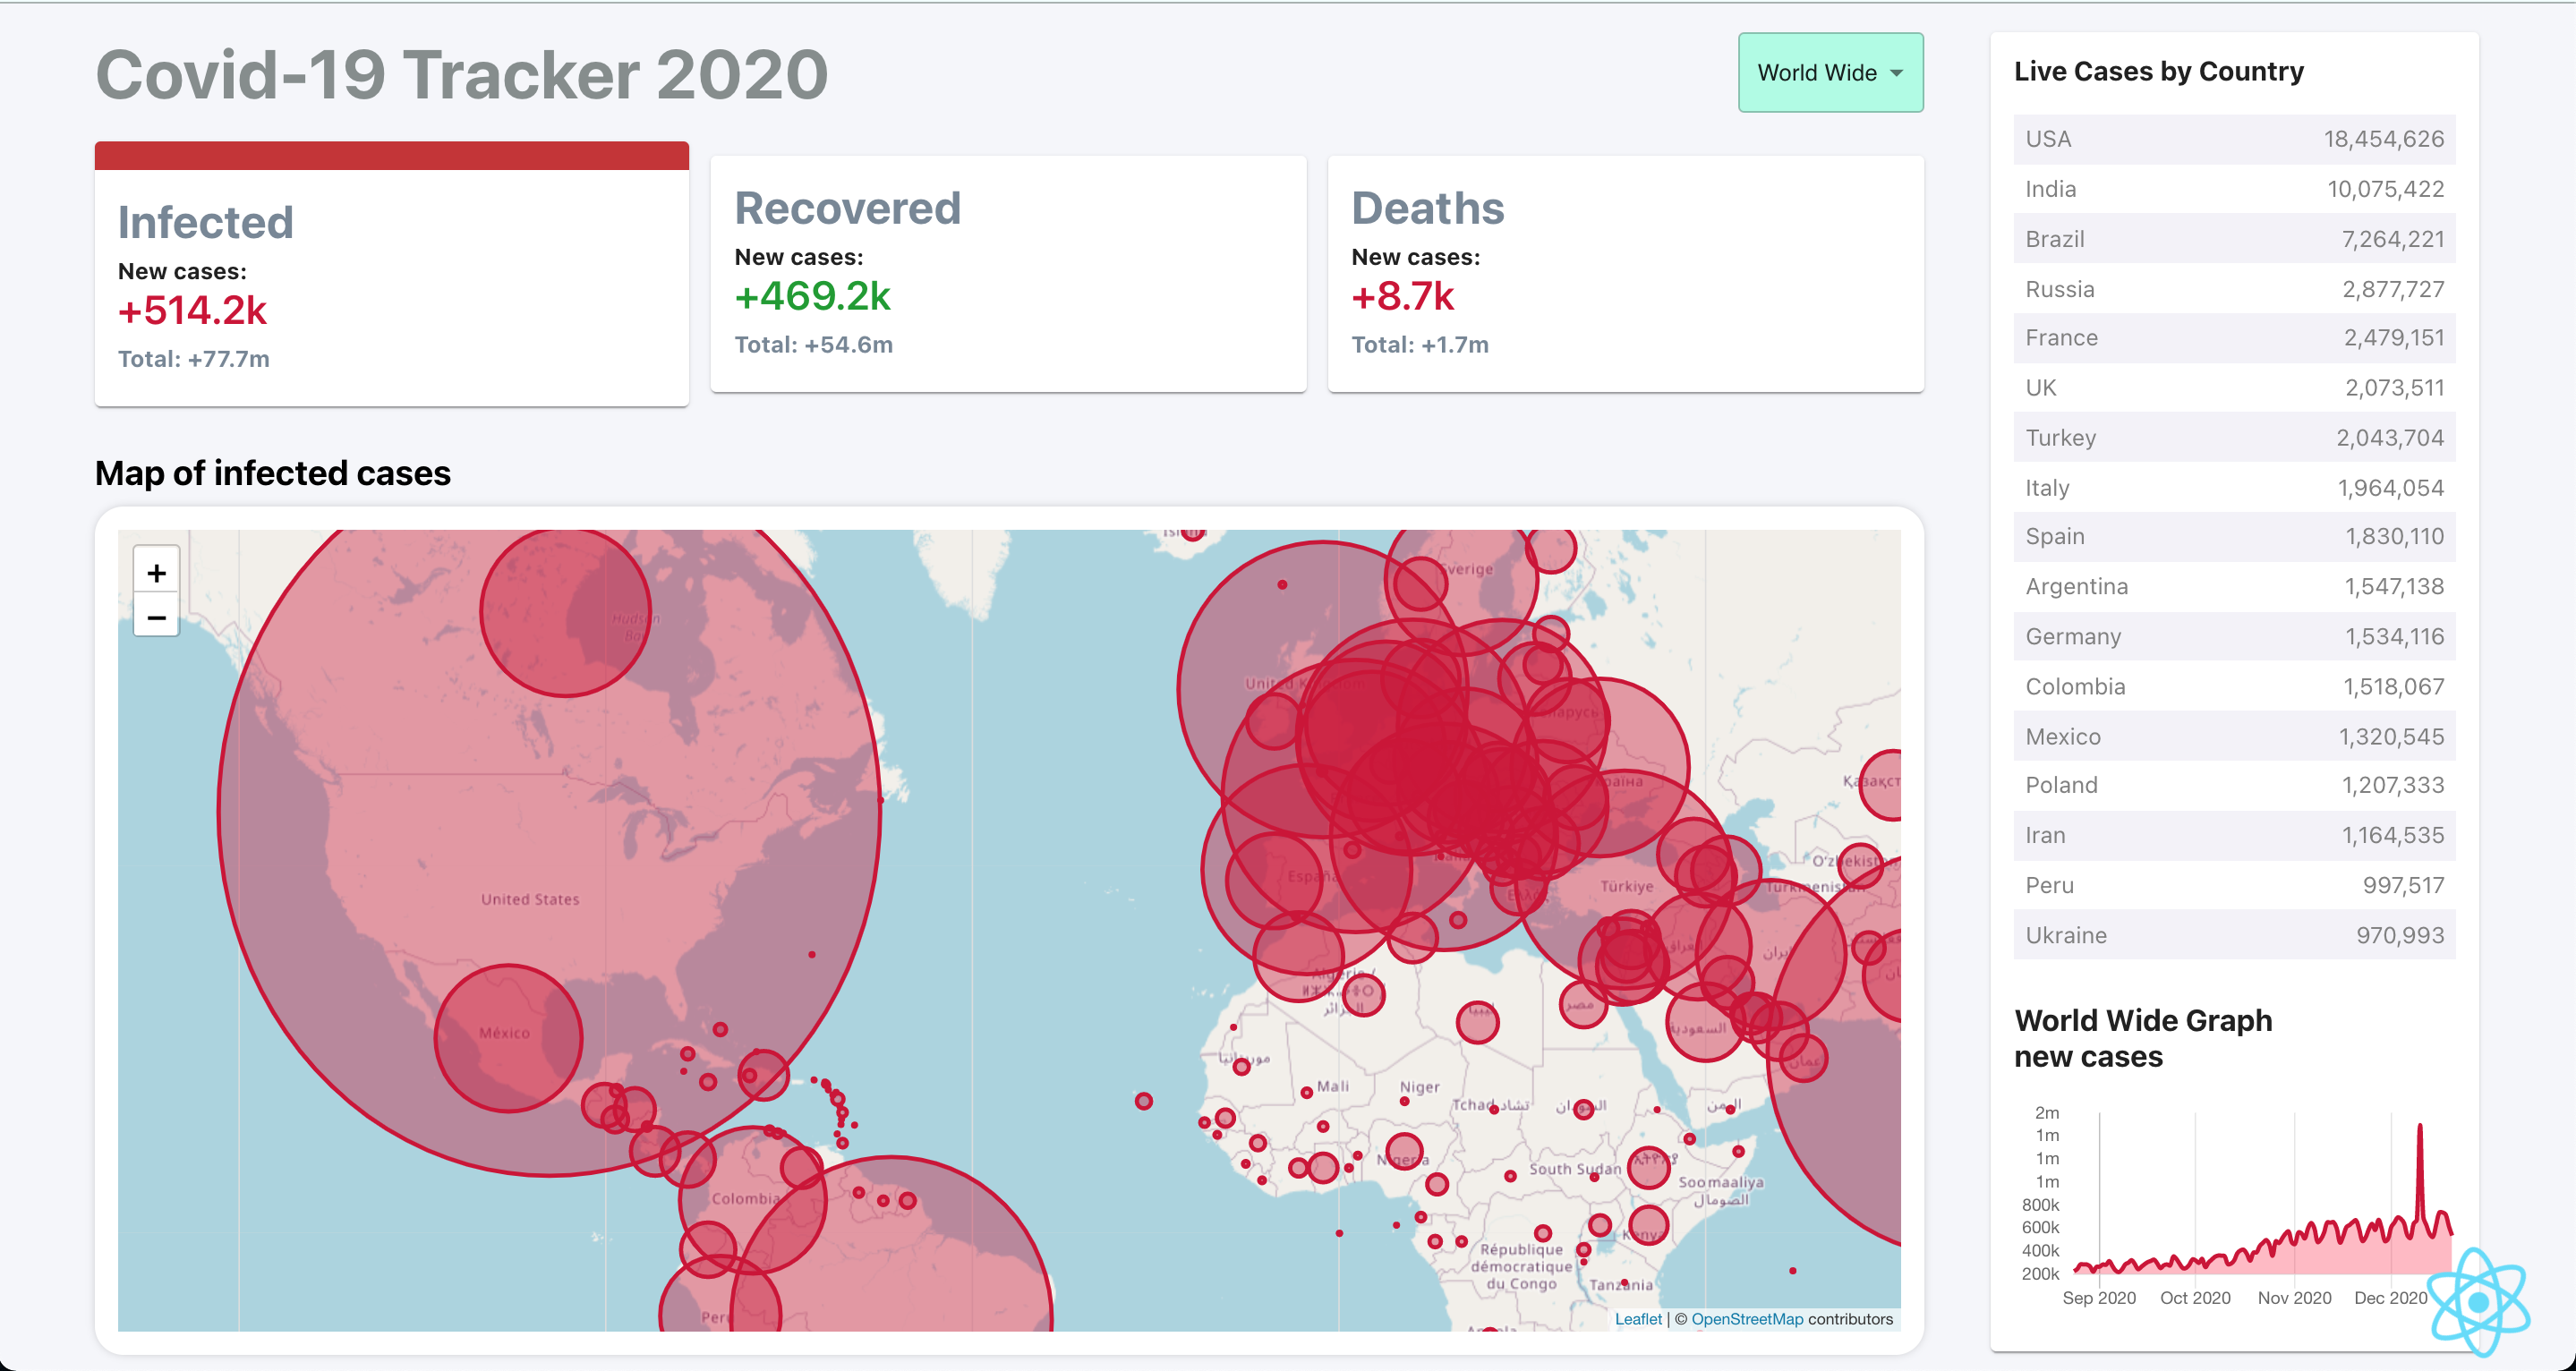 Covid-19 Tracker 2020
World Wide
Infected
New cases:
+514.2k
Total: +77.7m
Recovered
New cases:
+469.2k
Total: +54.6m
Deaths
New cases:
+8.7k
Total: +1.7m
Map of infected cases
+
−
Hudson
Bay
Sverige
United
United States
México
España
Türkiye
Türkmenistan
Algérie /
ⵍⵣⵣⴰⵢⴻⵔ
الجزائر
ليبيا
مصر
السعودية
العراق
ایران
عمان
موريتانيا
Mali
Niger
Tchad تشاد
السودان
اليمن
Nigeria
South Sudan
Soomaaliya
الصومال
Kenya
Colombia
République
démocratique
du Congo
Tanzania
Perú
Angola
Leaflet | © OpenStreetMap contributors
Live Cases by Country
USA 18,454,626
India 10,075,422
Brazil 7,264,221
Russia 2,877,727
France 2,479,151
UK 2,073,511
Turkey 2,043,704
Italy 1,964,054
Spain 1,830,110
Argentina 1,547,138
Germany 1,534,116
Colombia 1,518,067
Mexico 1,320,545
Poland 1,207,333
Iran 1,164,535
Peru 997,517
Ukraine 970,993
World Wide Graph
new cases
2m
1m
1m
1m
800k
600k
400k
200k
Sep 2020 Oct 2020 Nov 2020 Dec 2020